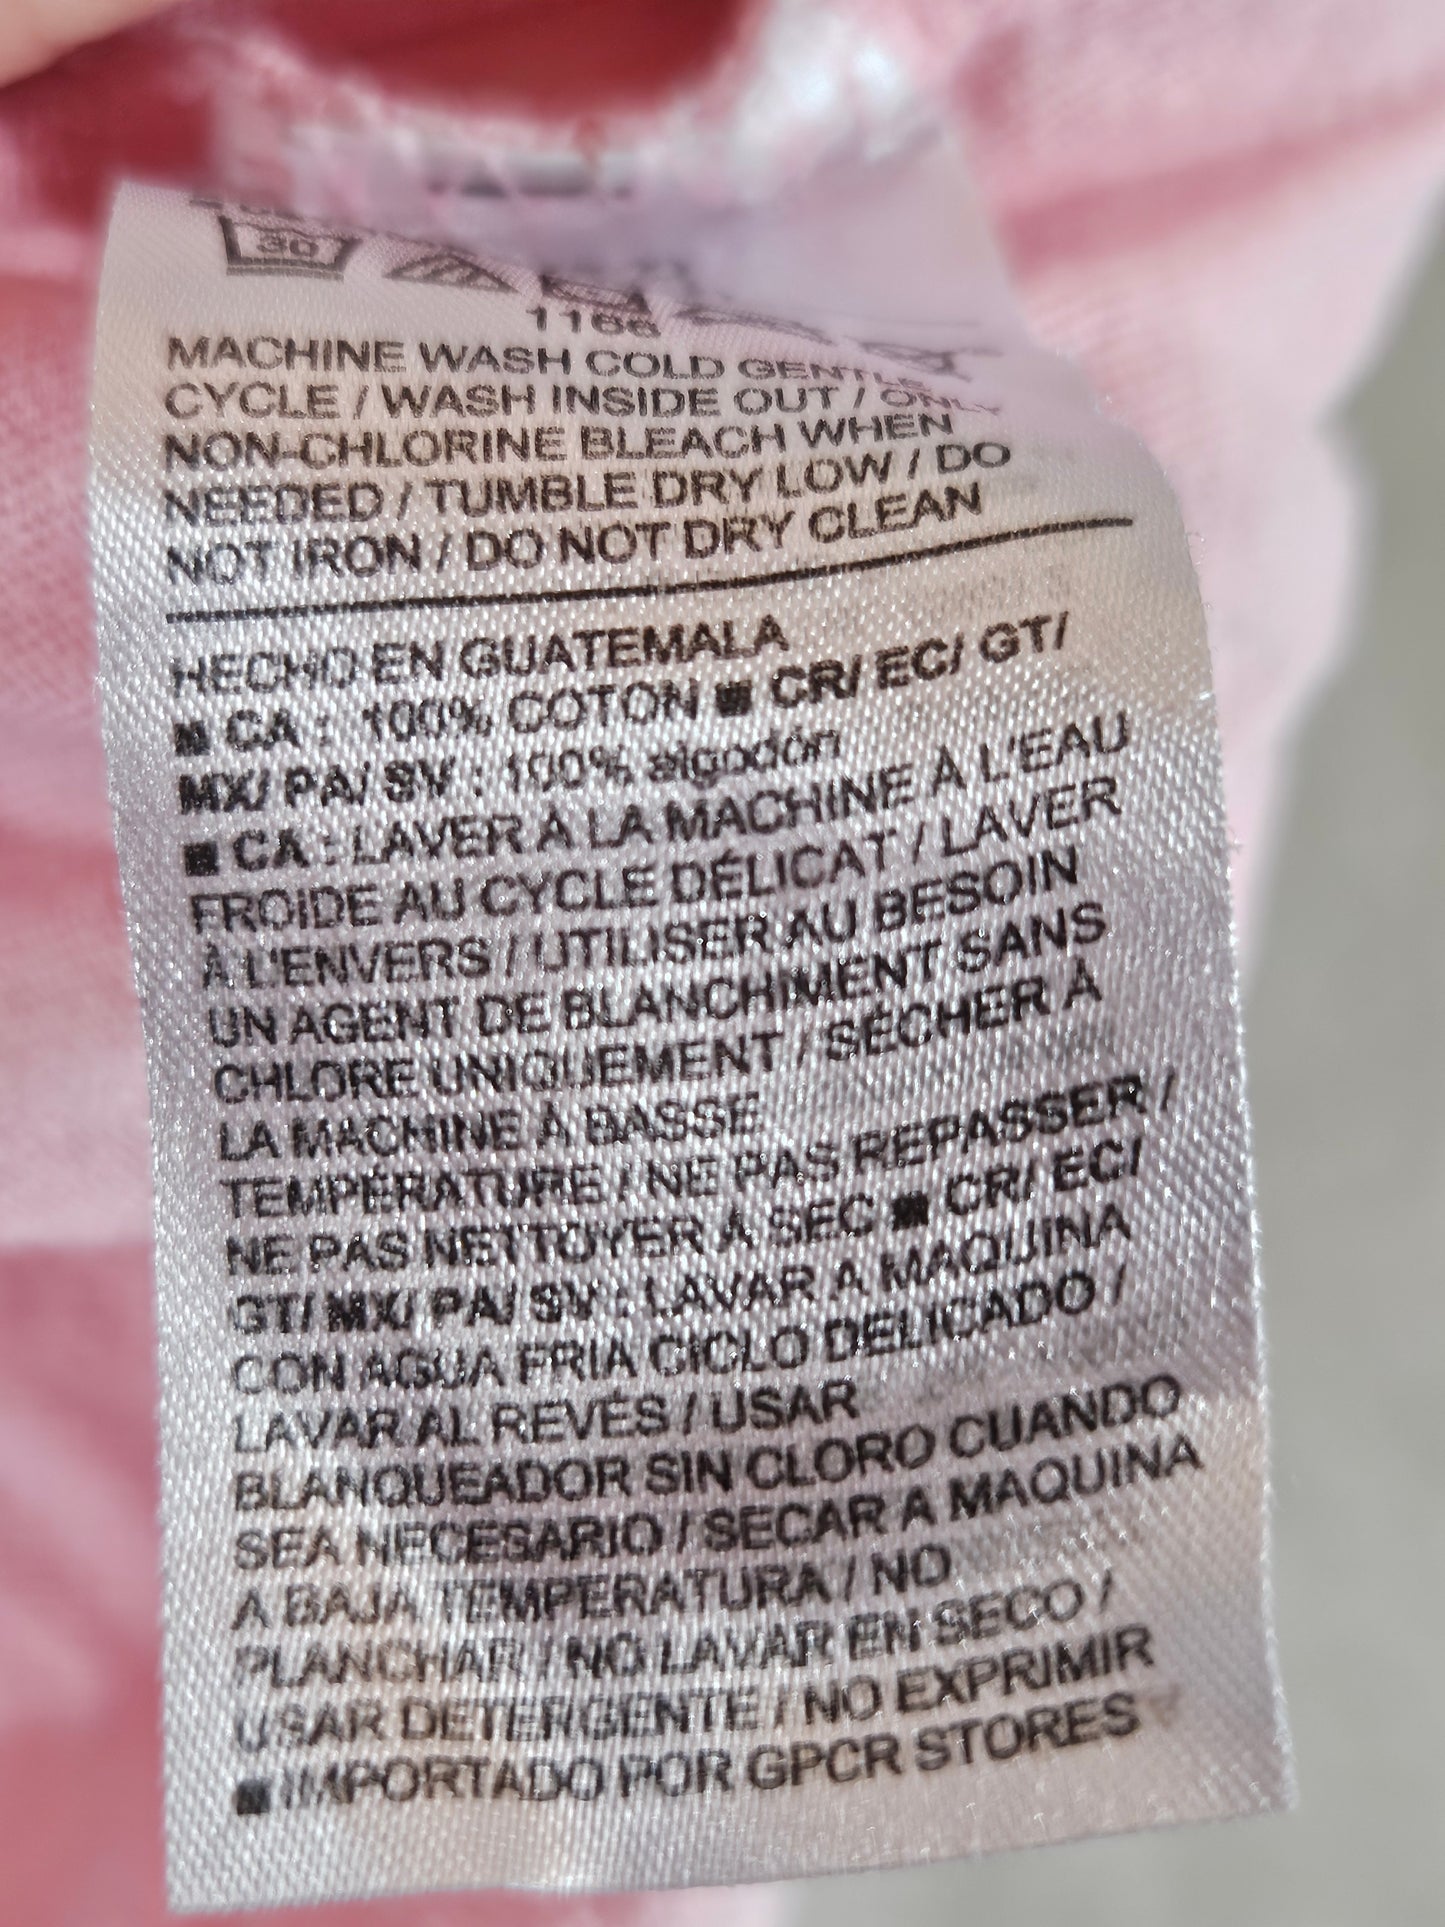 30
1166
MACHINE WASH COLD GENTLE
CYCLE / WASH INSIDE OUT / ONLY
NON-CHLORINE BLEACH WHEN
NEEDED / TUMBLE DRY LOW / DO
NOT IRON / DO NOT DRY CLEAN
HECHO EN GUATEMALA
■ CA : 100% COTON ■ CR/ EC/ GT/
MX/ PA/ SV : 100% algodón
■ CA : LAVER À LA MACHINE À L'EAU
FROIDE AU CYCLE DÉLICAT / LAVER
À L'ENVERS / UTILISER AU BESOIN
UN AGENT DE BLANCHIMENT SANS
CHLORE UNIQUEMENT / SÉCHER À
LA MACHINE À BASSE
TEMPÉRATURE / NE PAS REPASSER /
NE PAS NETTOYER À SEC ■ CR/ EC/
GT/ MX/ PA/ SV : LAVAR A MAQUINA
CON AGUA FRIA CICLO DELICADO /
LAVAR AL REVÉS / USAR
BLANQUEADOR SIN CLORO CUANDO
SEA NECESARIO / SECAR A MAQUINA
A BAJA TEMPERATURA / NO
PLANCHAR / NO LAVAR EN SECO /
USAR DETERGENTE / NO EXPRIMIR
■ IMPORTADO POR GPCR STORES